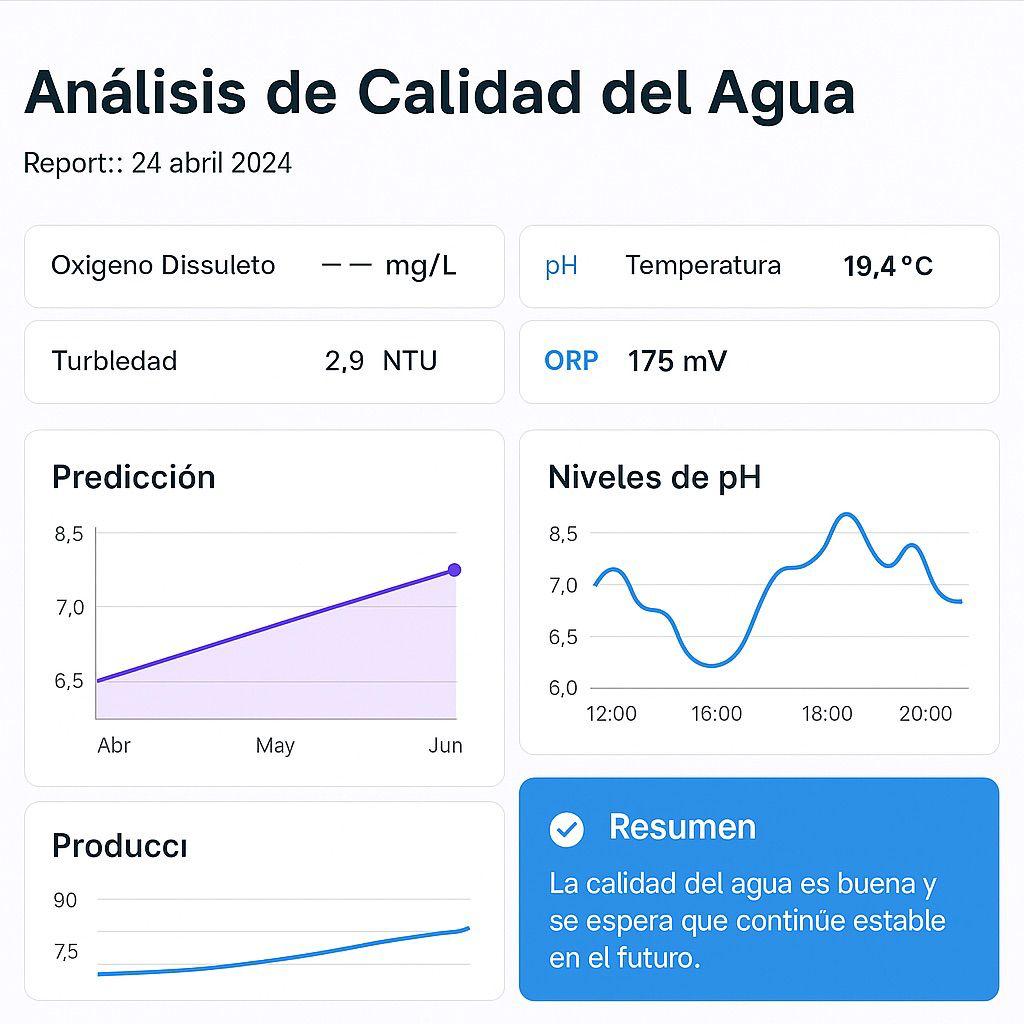 Análisis de Calidad del Agua
Report:: 24 abril 2024
Oxigeno Dissuleto — — mg/L
pH Temperatura 19,4 °C
Turbledad 2,9 NTU
ORP 175 mV
Predicción
8,5
7,0
6,5
Abr May Jun
Niveles de pH
8,5
7,0
6,5
6,0
12:00 16:00 18:00 20:00
Produccı
90
7,5
Resumen
La calidad del agua es buena y
se espera que continűe estable
en el futuro.